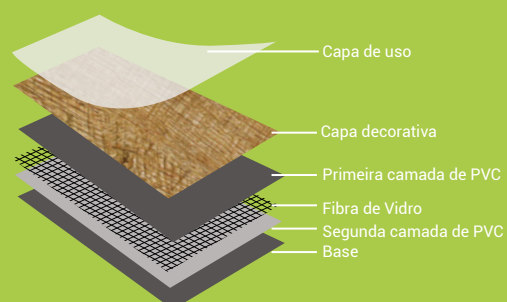 Capa de uso
Capa decorativa
Primeira camada de PVC
Fibra de Vidro
Segunda camada de PVC
Base